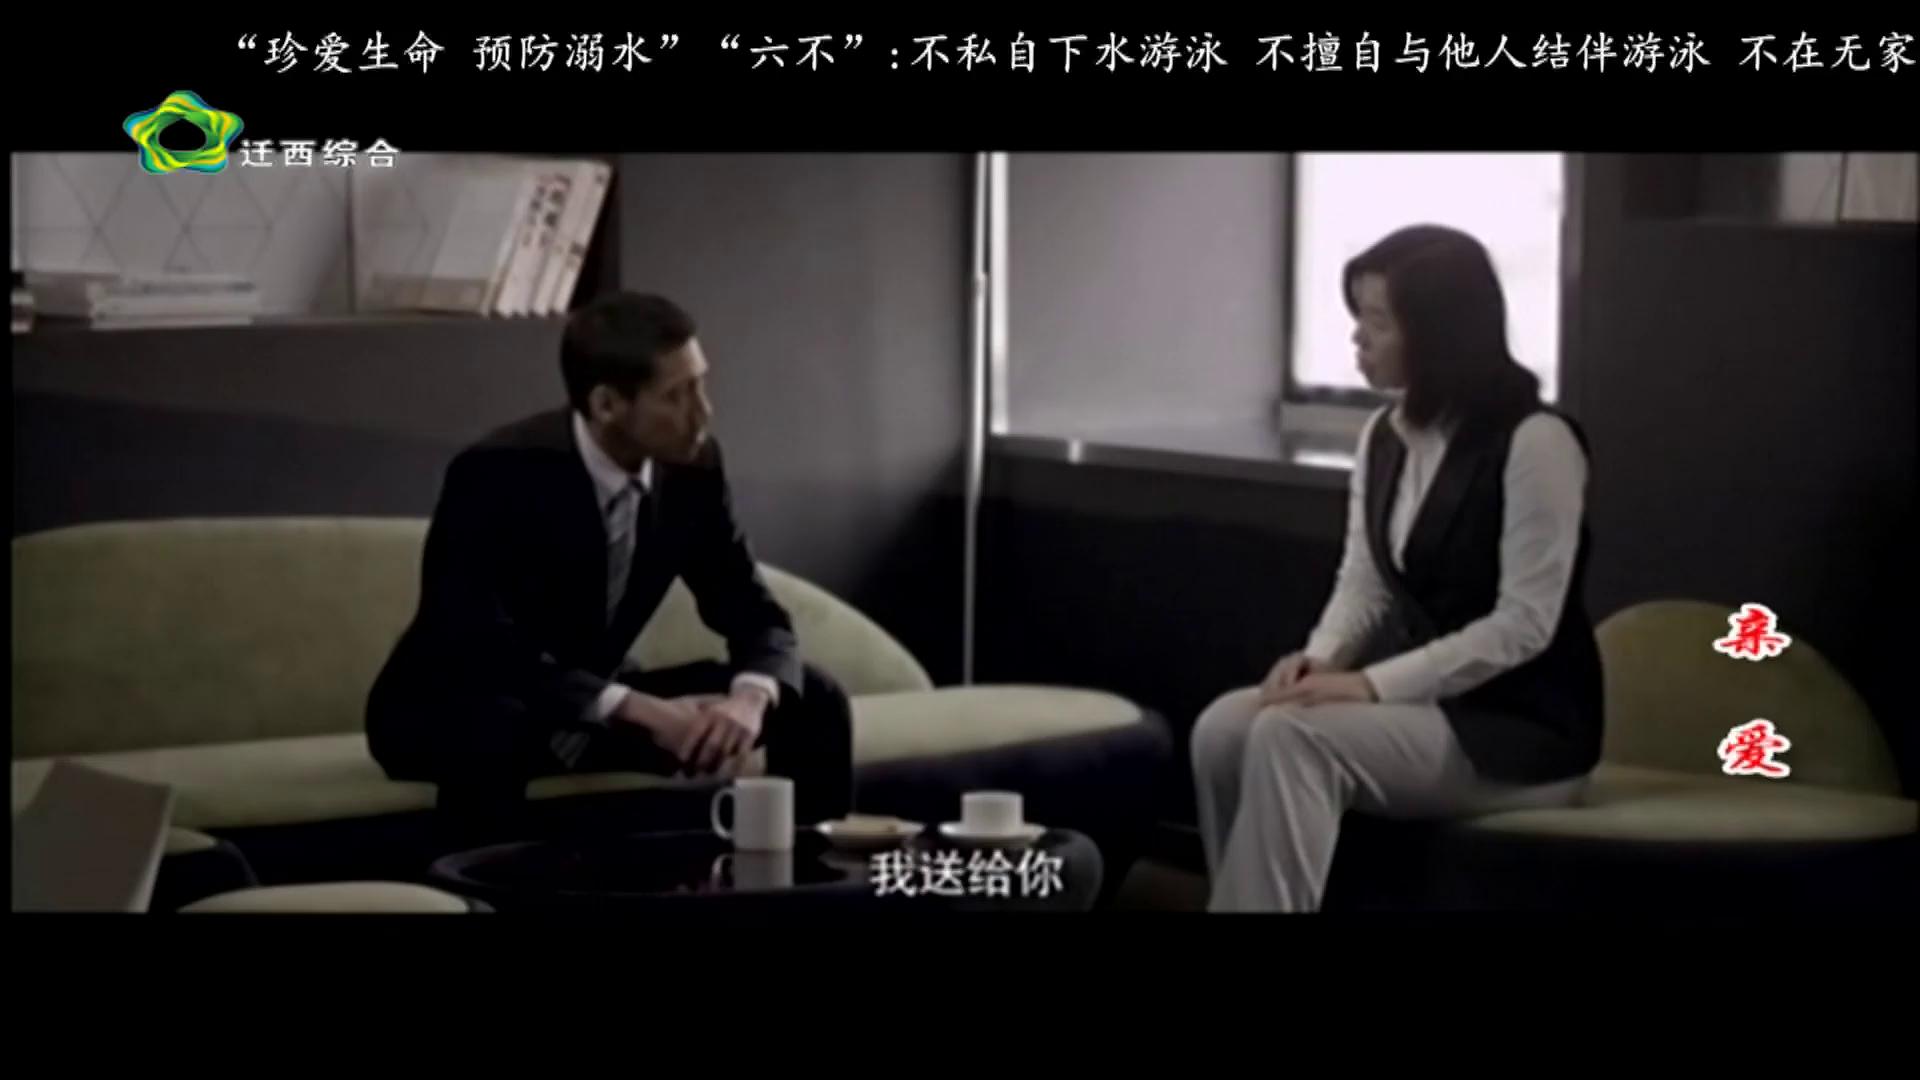 “珍爱生命 预防溺水”“六不”:不私自下水游泳 不擅自与他人结伴游泳 不在无家
迁西综合
亲
爱
我送给你